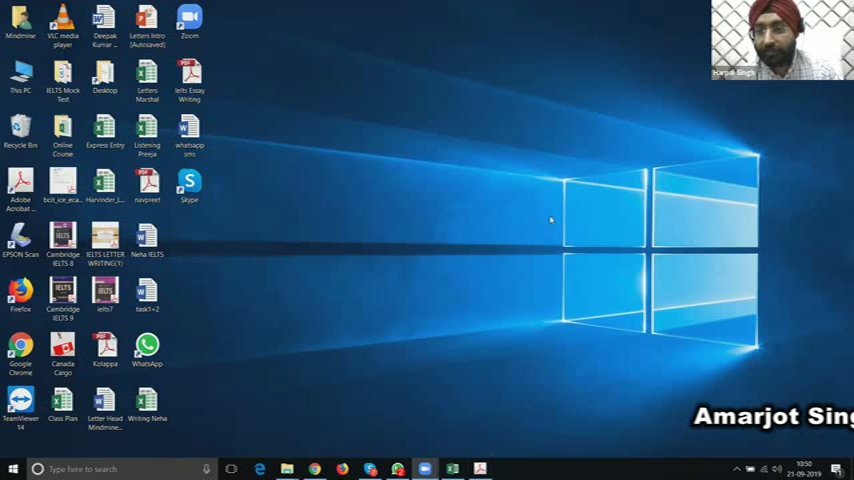 Mindmine
VLC media player
Deepak Kumar ...
Letters Intro [Autosaved]
Zoom
This PC
IELTS Mock Test
Desktop
Letters Marshal
Ielts Essay Writing
Recycle Bin
Online Course
Express Entry
Listening Preeja
whatsapp sms
Adobe Acrobat ...
bclt_ice_eca...
Harvinder_L...
navpreet
Skype
EPSON Scan
Cambridge IELTS 8
IELTS LETTER WRITING(1)
Neha IELTS
Firefox
Cambridge IELTS 9
ielts7
task1+2
Google Chrome
Canada Cargo
Kolappa
WhatsApp
TeamViewer 14
Class Plan
Letter Head Mindmine...
Writing Neha
Harpal Singh
Amarjot Sing
Type here to search
10:50
21-09-2019